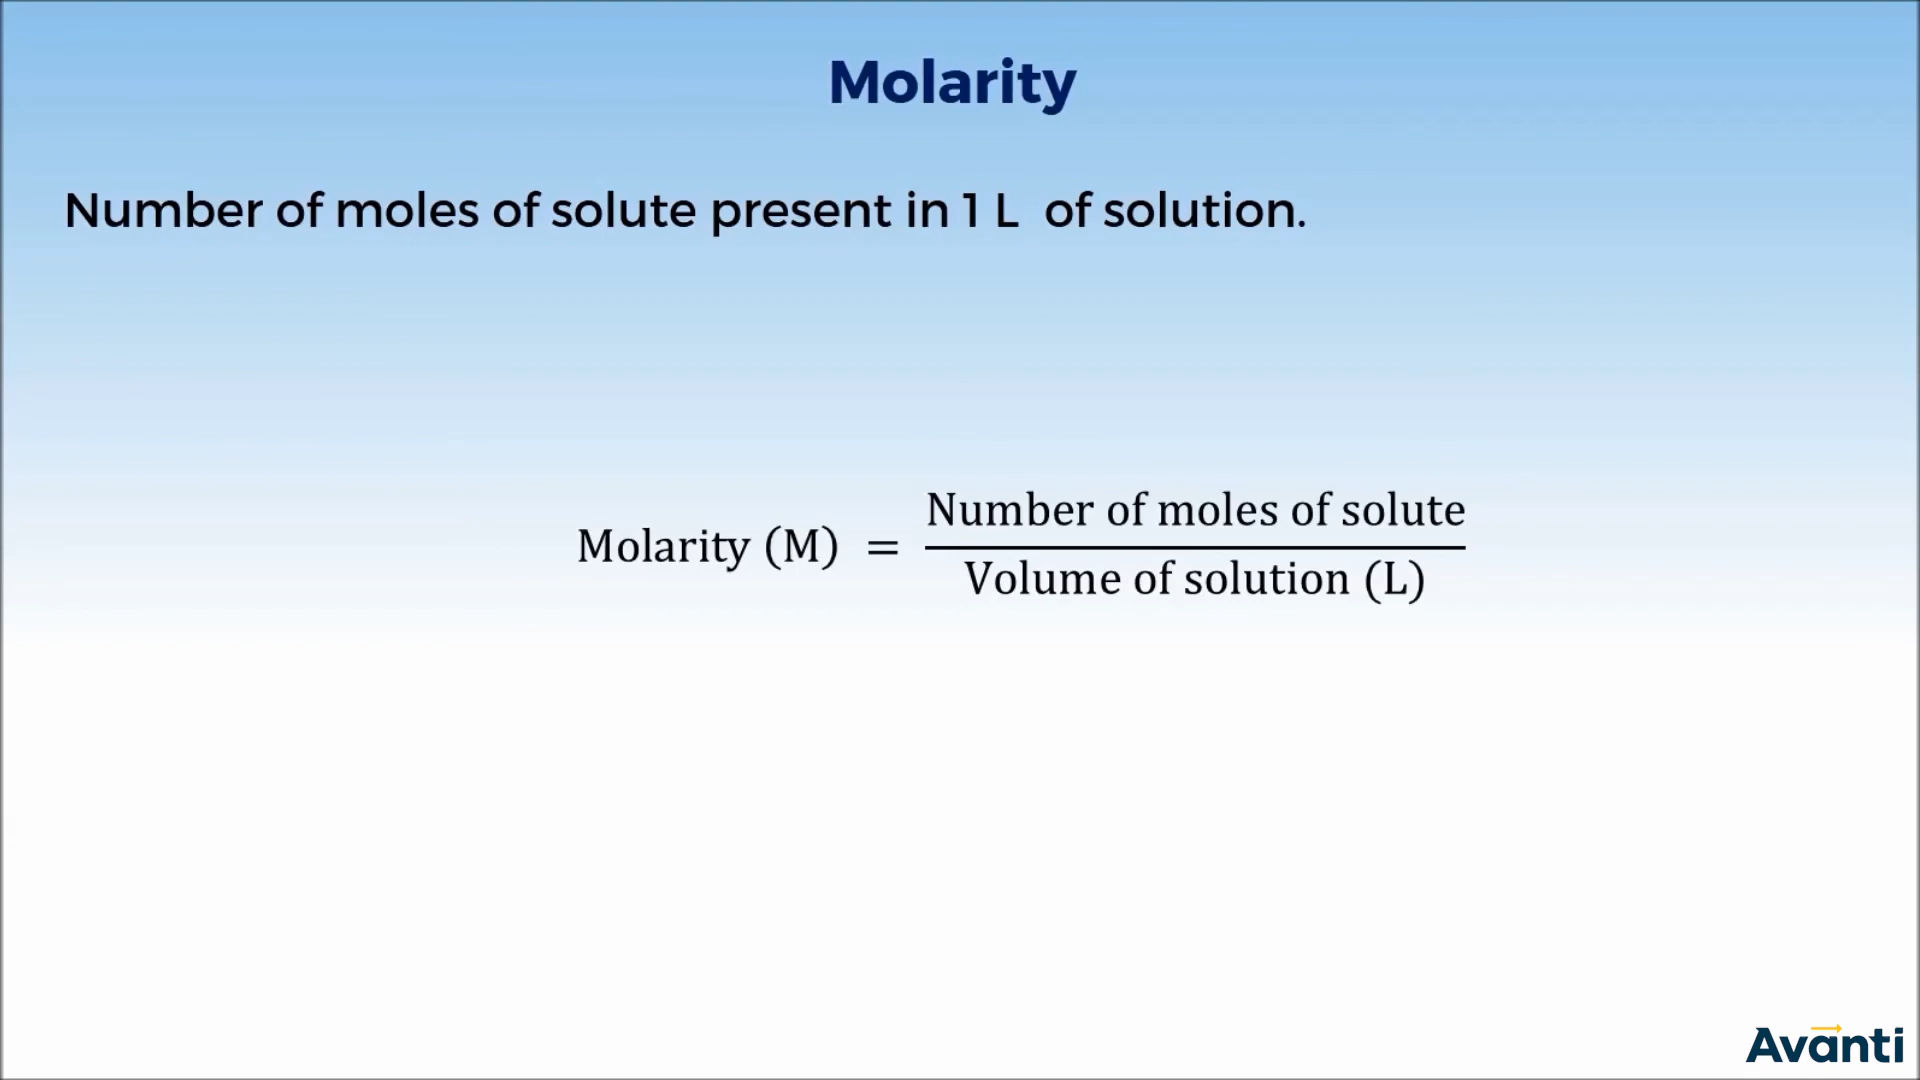 Molarity
Number of moles of solute present in 1 L of solution.
Molarity (M) = Number of moles of solute / Volume of solution (L)
Avanti